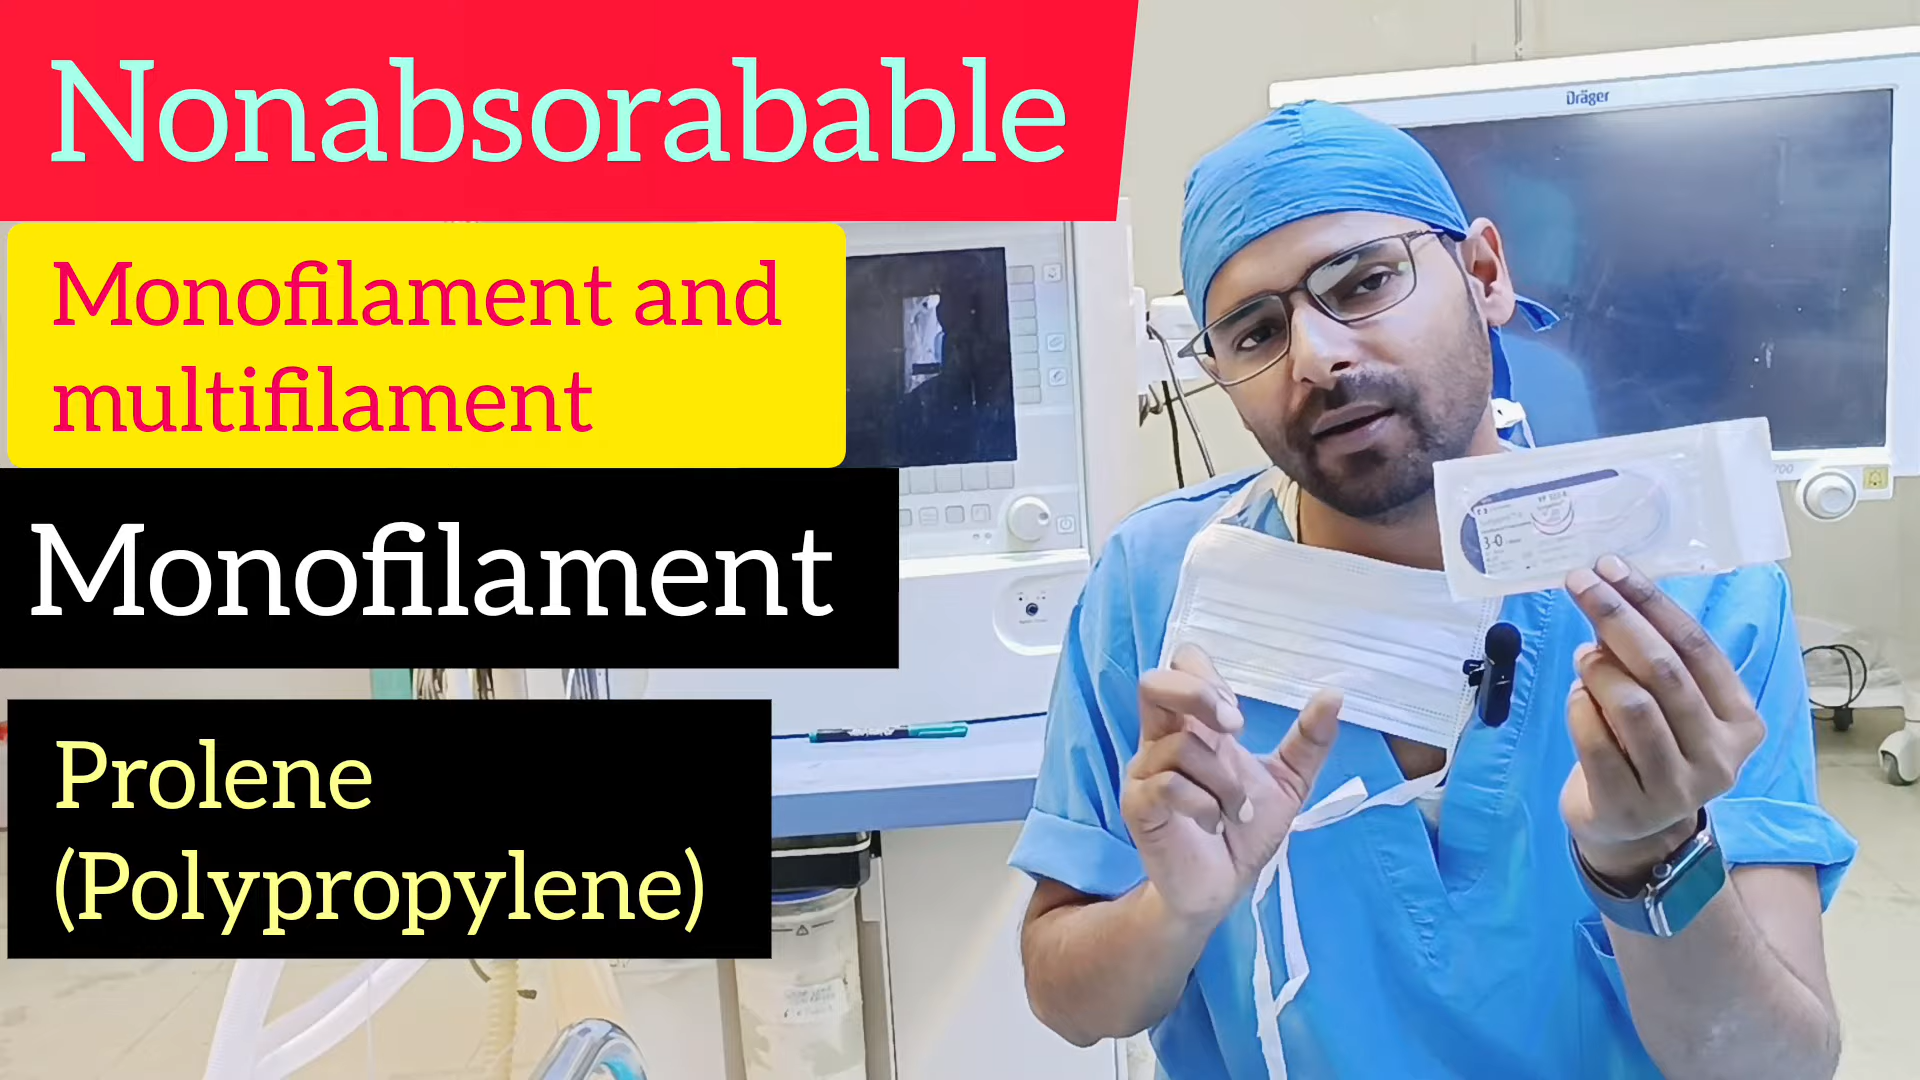 Nonabsorabable
Monofilament and
multifilament
Monofilament
Prolene
(Polypropylene)
Dräger
3-0